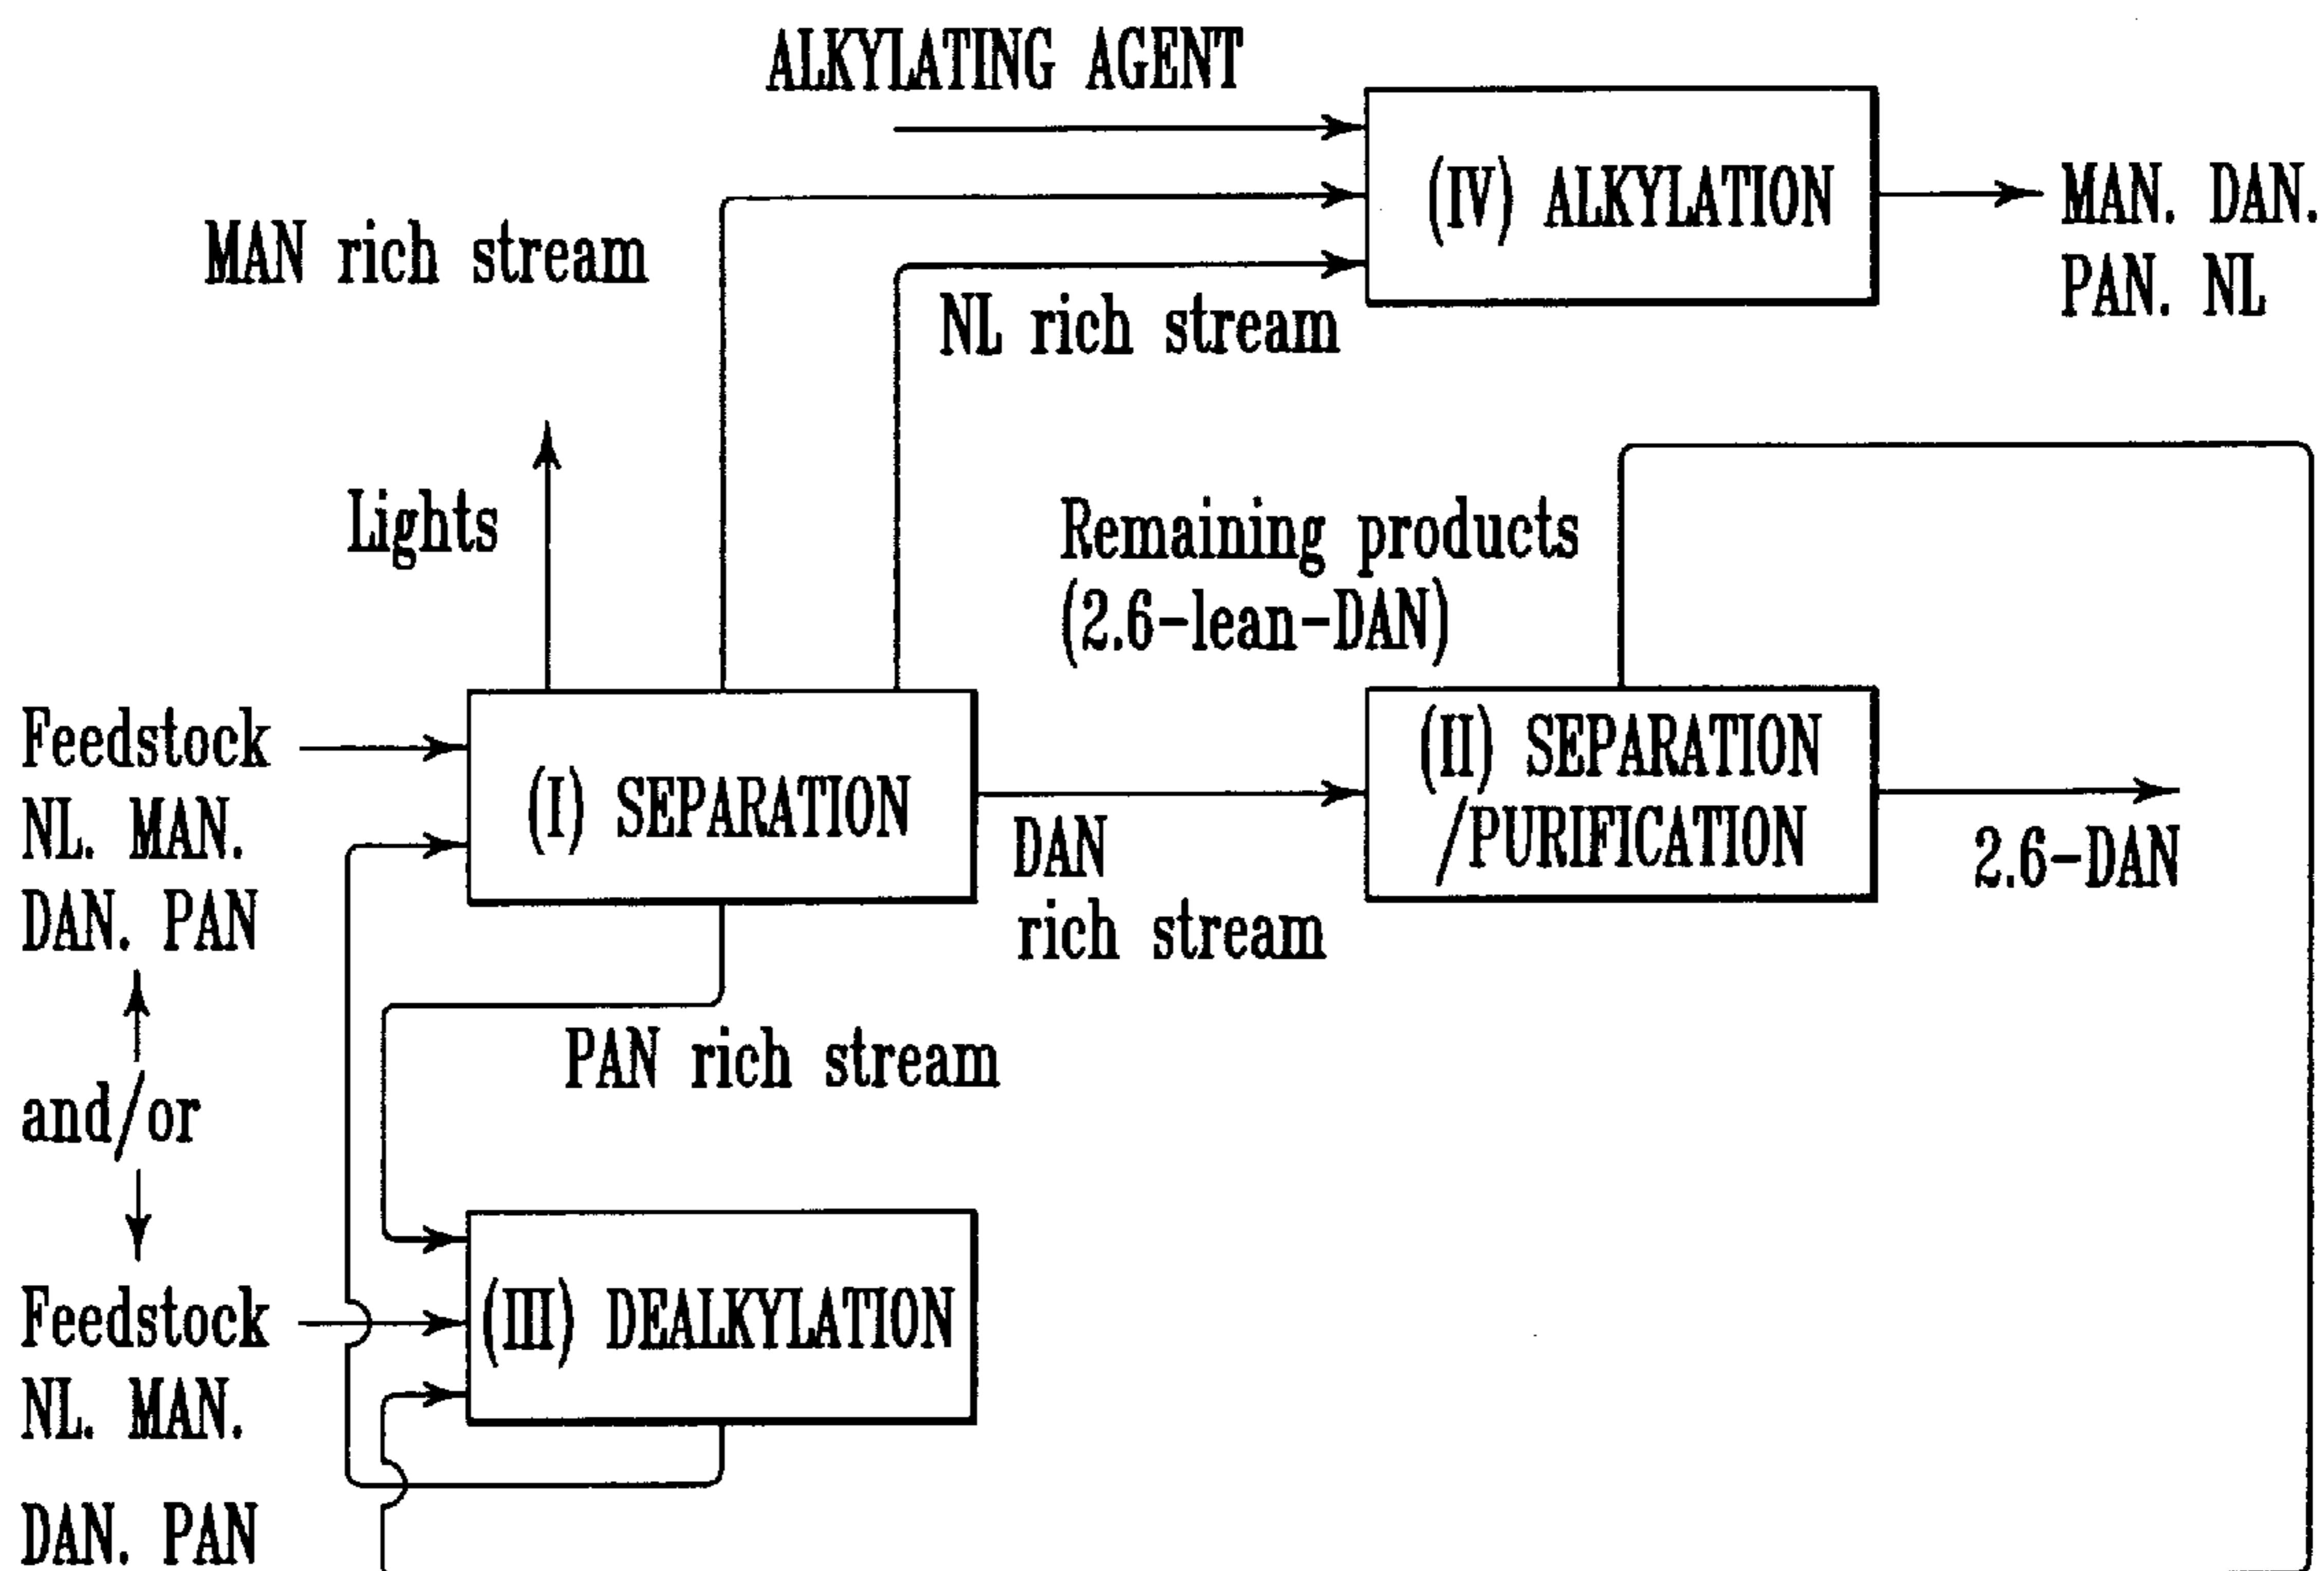 ALKYLATING AGENT
(IV) ALKYLATION
MAN. DAN.
PAN. NL
MAN rich stream
NL rich stream
Lights
Remaining products
(2.6-lean-DAN)
Feedstock
NL. MAN.
DAN. PAN
(I) SEPARATION
DAN
rich stream
(II) SEPARATION
/PURIFICATION
2.6-DAN
PAN rich stream
and/or
Feedstock
NL. MAN.
DAN. PAN
(III) DEALKYLATION